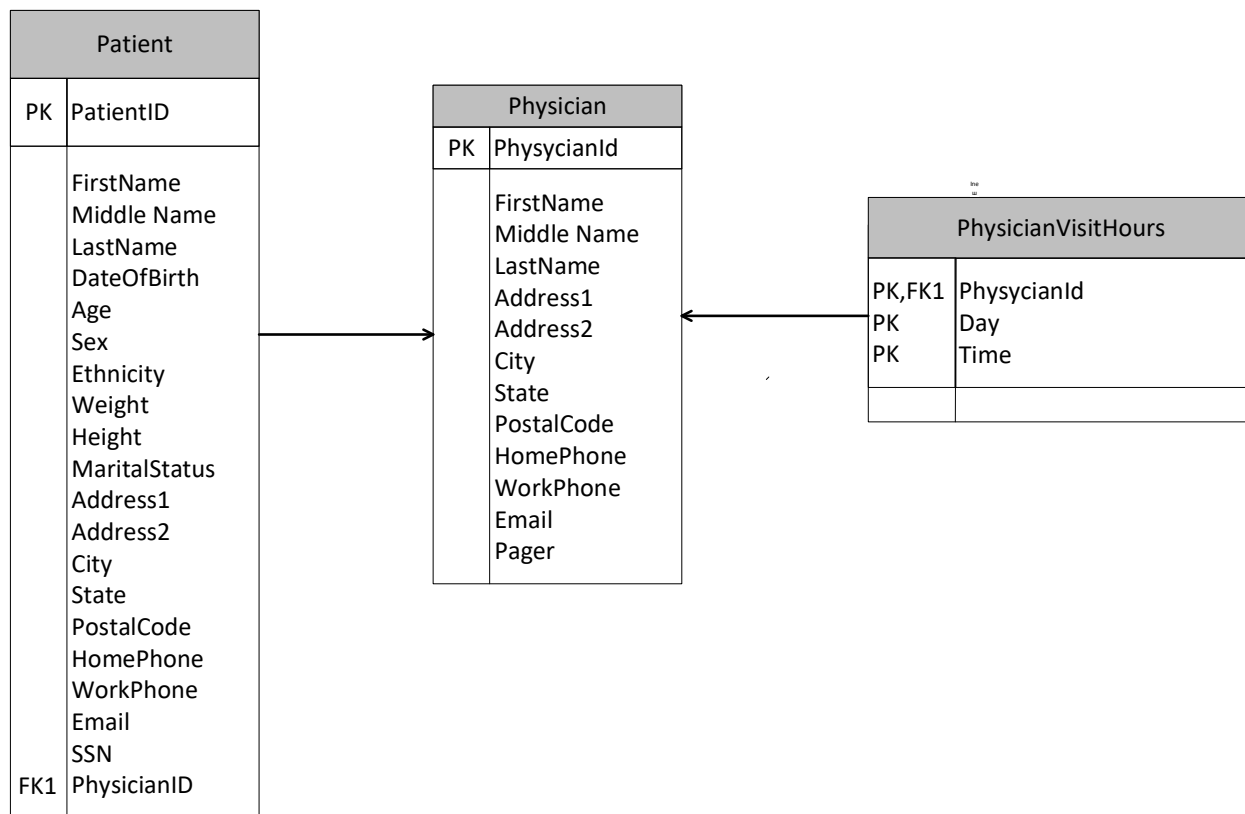 Patient
PK PatientID
FirstName
Middle Name
LastName
DateOfBirth
Age
Sex
Ethnicity
Weight
Height
MaritalStatus
Address1
Address2
City
State
PostalCode
HomePhone
WorkPhone
Email
SSN
FK1 PhysicianID
Physician
PK PhysycianId
FirstName
Middle Name
LastName
Address1
Address2
City
State
PostalCode
HomePhone
WorkPhone
Email
Pager
PhysicianVisitHours
PK,FK1 PhysycianId
PK Day
PK Time